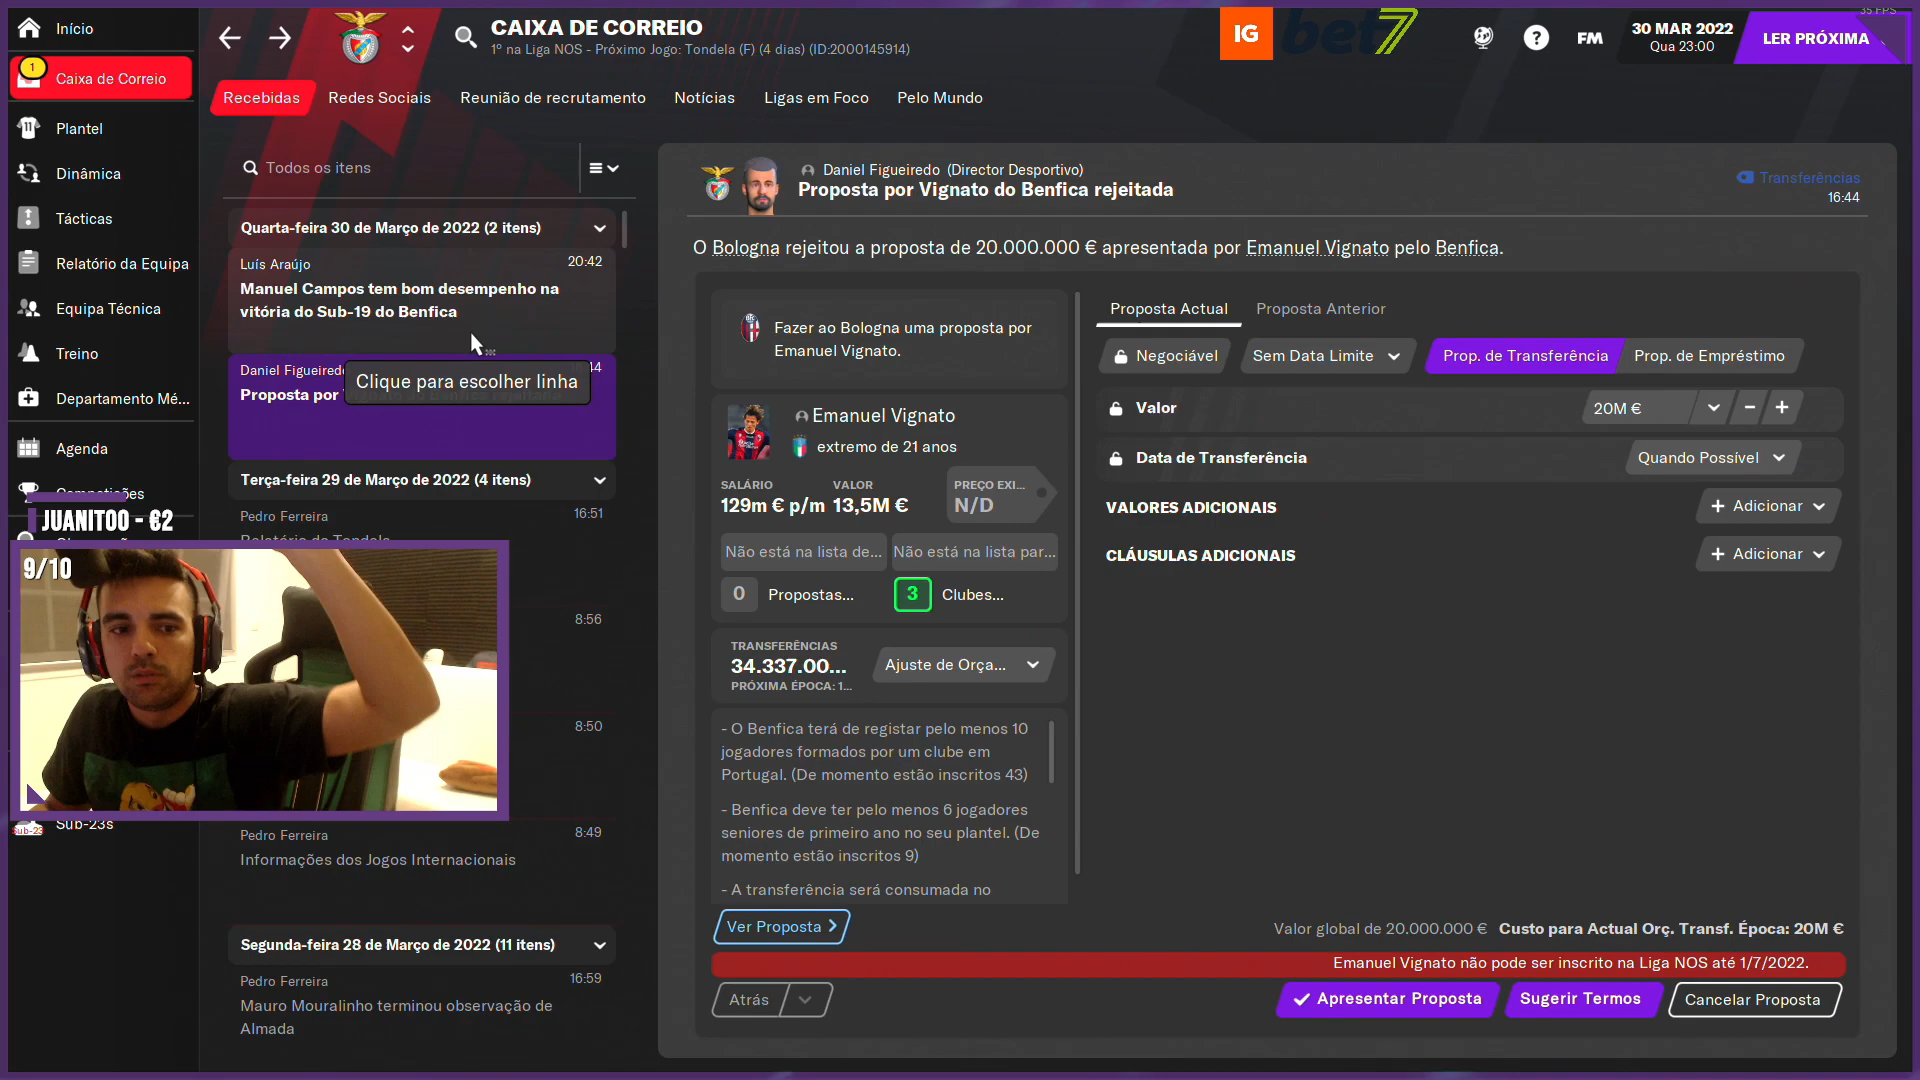 35 FPS
Início
1
Caixa de Correio
Plantel
Dinâmica
Tácticas
Relatório da Equipa
Equipa Técnica
Treino
Departamento Mé...
Agenda
Competições
Sub-23s
Sub-23
CAIXA DE CORREIO
1º na Liga NOS - Próximo Jogo: Tondela (F) (4 dias) (ID:2000145914)
IG
bet 7
FM
30 MAR 2022
Qua 23:00
LER PRÓXIMA
Recebidas
Redes Sociais
Reunião de recrutamento
Notícias
Ligas em Foco
Pelo Mundo
Todos os itens
Quarta-feira 30 de Março de 2022 (2 itens)
Luís Araújo
20:42
Manuel Campos tem bom desempenho na
vitória do Sub-19 do Benfica
Daniel Figueiredo
Proposta por
Clique para escolher linha
Terça-feira 29 de Março de 2022 (4 itens)
Pedro Ferreira
16:51
Relatório do Tondela
8:56
8:50
Pedro Ferreira
8:49
Informações dos Jogos Internacionais
Segunda-feira 28 de Março de 2022 (11 itens)
Pedro Ferreira
16:59
Mauro Mouralinho terminou observação de
Almada
JUANITOO - €2
9/10
Daniel Figueiredo (Director Desportivo)
Proposta por Vignato do Benfica rejeitada
Transferências
16:44
O Bologna rejeitou a proposta de 20.000.000 € apresentada por Emanuel Vignato pelo Benfica.
Fazer ao Bologna uma proposta por
Emanuel Vignato.
Emanuel Vignato
extremo de 21 anos
SALÁRIO
129m € p/m
VALOR
13,5M €
PREÇO EXI...
N/D
Não está na lista de...
Não está na lista par...
0 Propostas...
3 Clubes...
TRANSFERÊNCIAS
34.337.00...
PRÓXIMA ÉPOCA: 1...
Ajuste de Orça...
- O Benfica terá de registar pelo menos 10
jogadores formados por um clube em
Portugal. (De momento estão inscritos 43)
- Benfica deve ter pelo menos 6 jogadores
seniores de primeiro ano no seu plantel. (De
momento estão inscritos 9)
- A transferência será consumada no
Proposta Actual
Proposta Anterior
Negociável
Sem Data Limite
Prop. de Transferência
Prop. de Empréstimo
Valor
20M €
Data de Transferência
Quando Possível
VALORES ADICIONAIS
Adicionar
CLÁUSULAS ADICIONAIS
Adicionar
Ver Proposta
Valor global de 20.000.000 € Custo para Actual Orç. Transf. Época: 20M €
Emanuel Vignato não pode ser inscrito na Liga NOS até 1/7/2022.
Atrás
Apresentar Proposta
Sugerir Termos
Cancelar Proposta